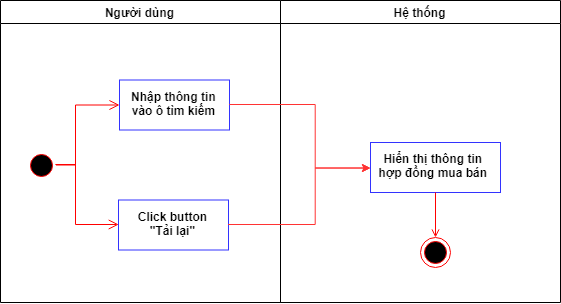 Người dùng
Hệ thống
Nhập thông tin
vào ô tìm kiếm
Hiển thị thông tin
hợp đồng mua bán
Click button
"Tải lại"